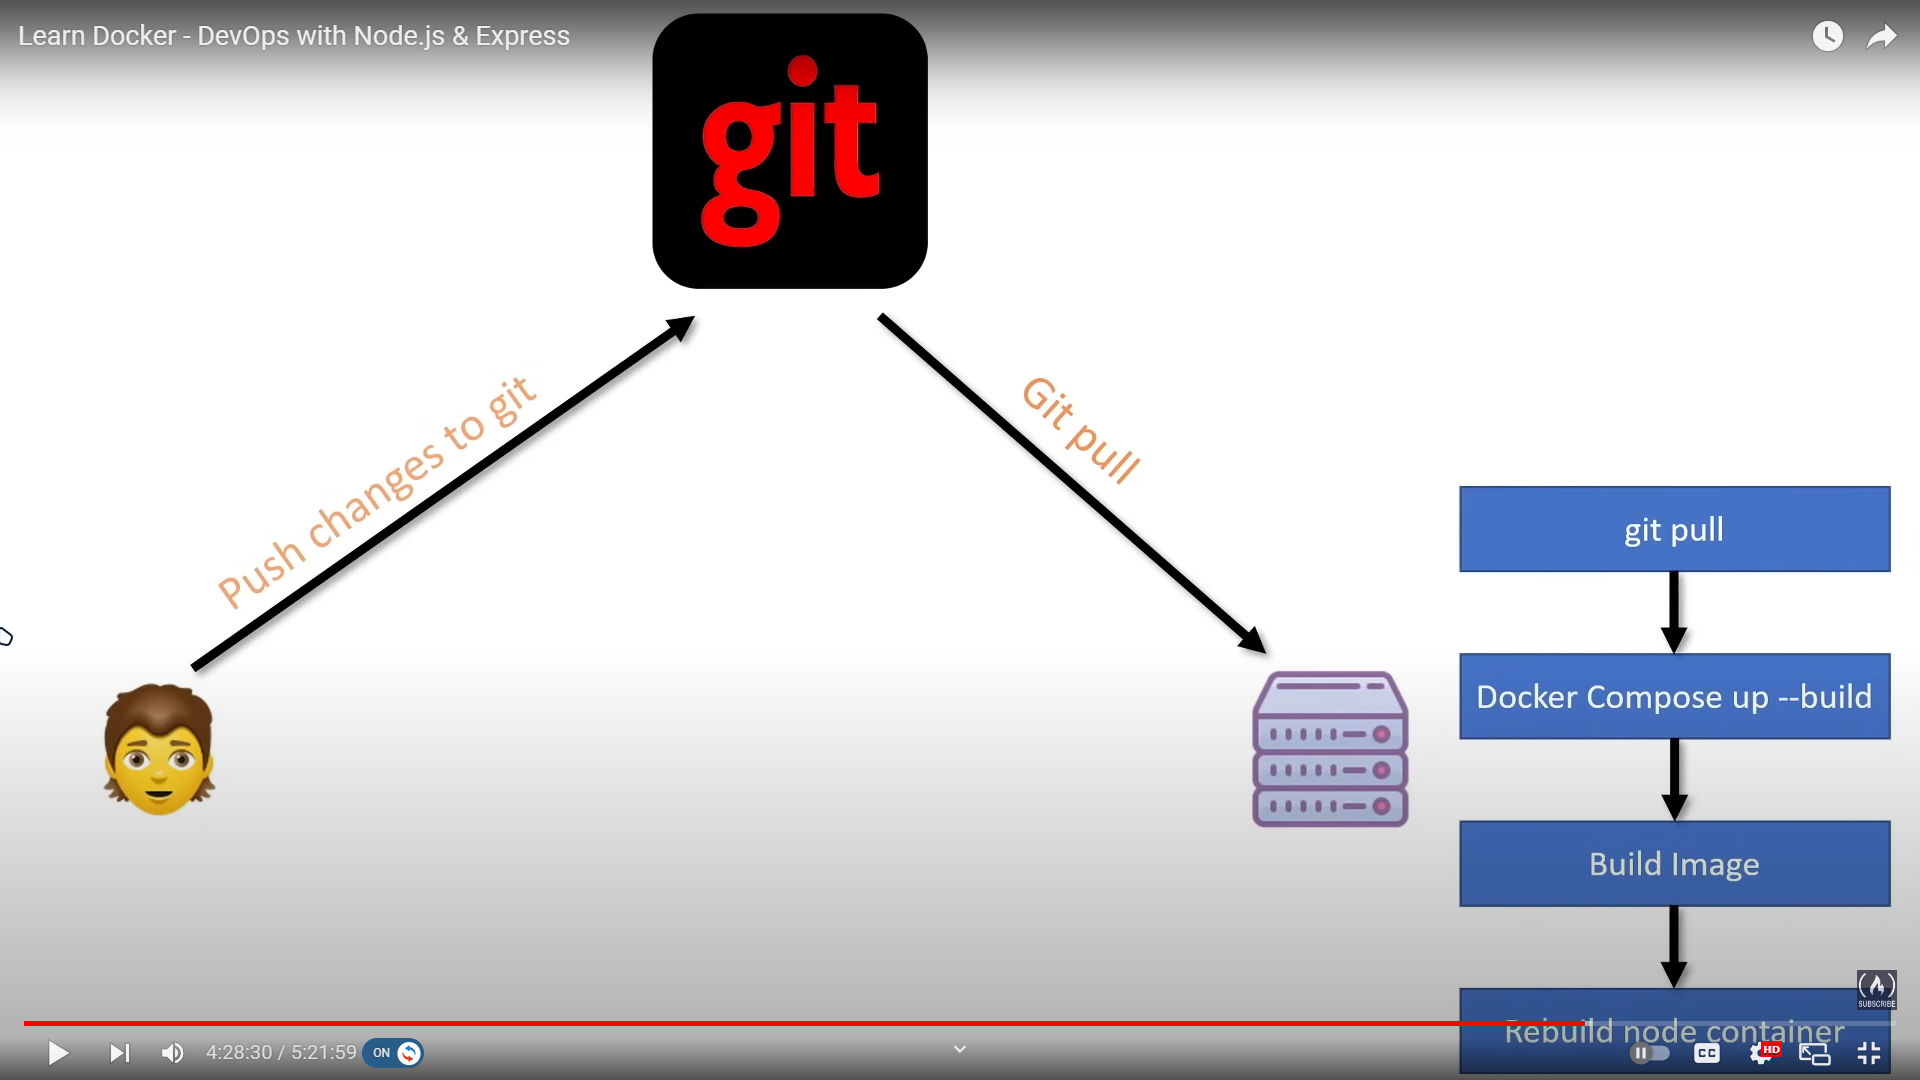 Learn Docker - DevOps with Node.js & Express
git
Push changes to git
Git pull
git pull
Docker Compose up --build
Build Image
Rebuild node container
SUBSCRIBE
4:28:30 / 5:21:59
ON
CC
HD